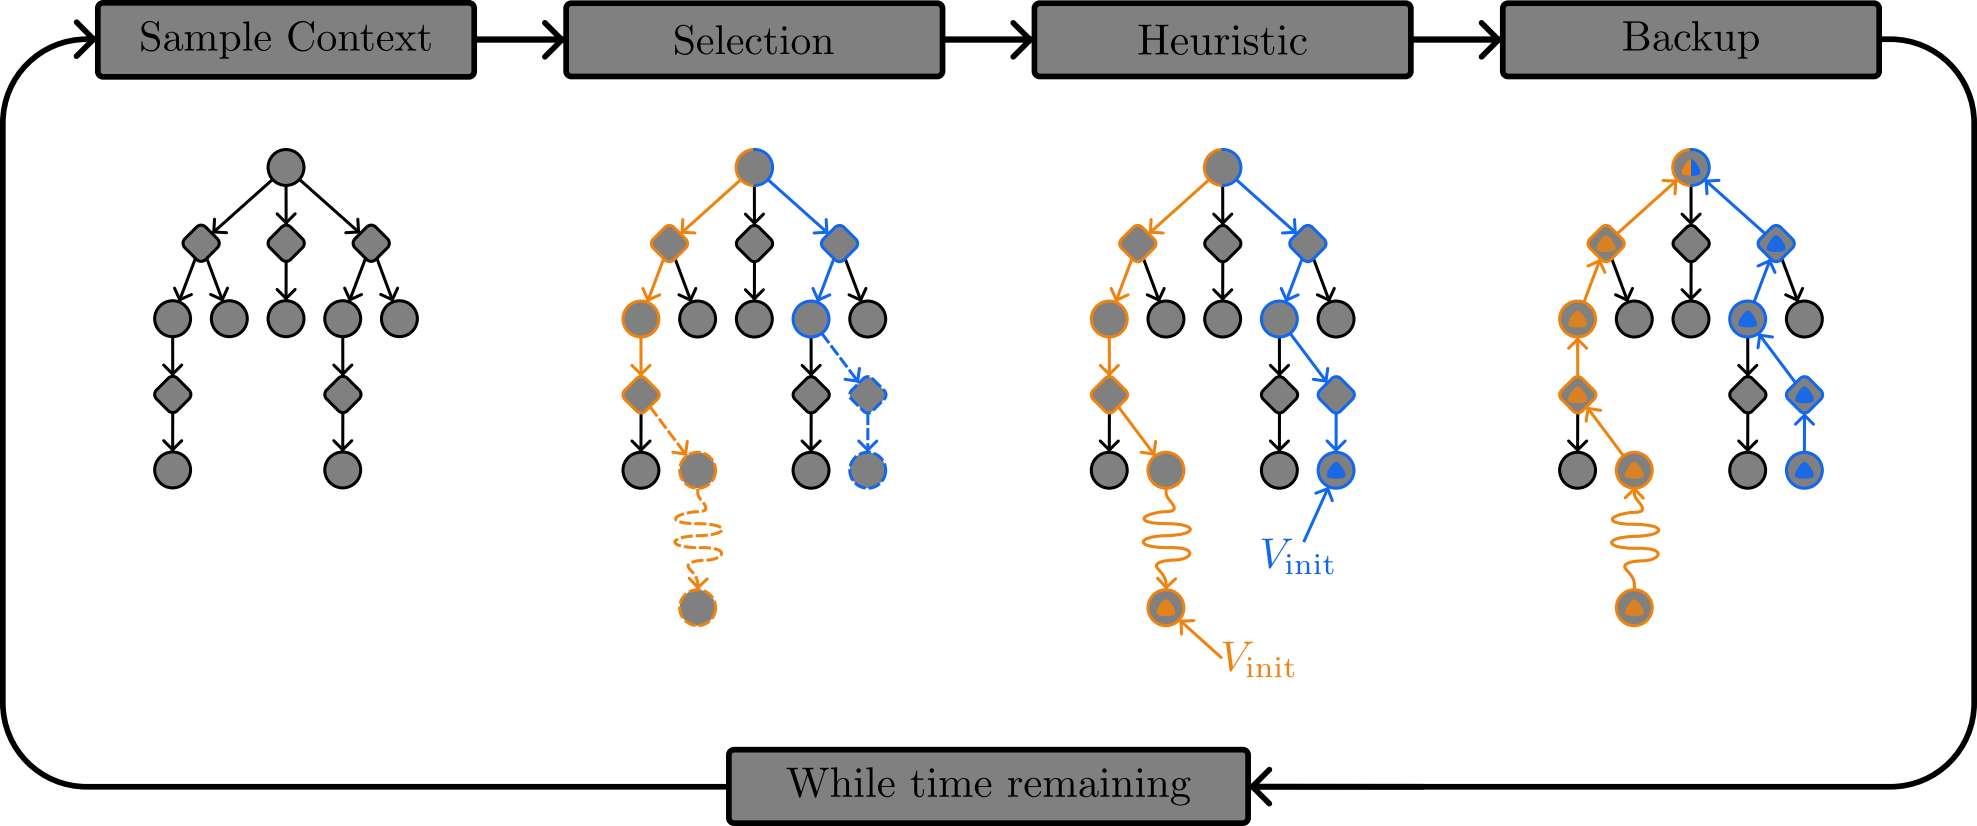 Sample Context
Selection
Heuristic
Backup
V_init
V_init
While time remaining